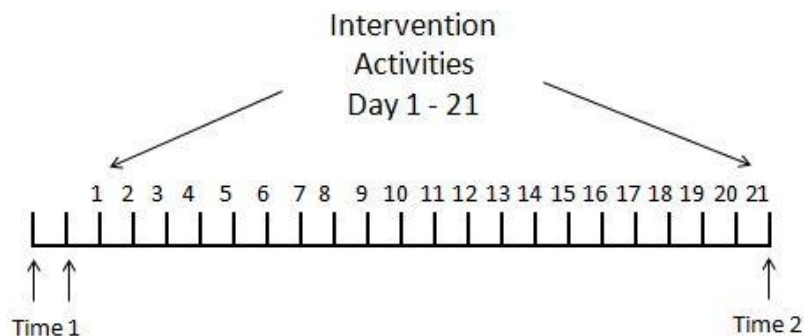 Intervention
Activities
Day 1 - 21
1 2 3 4 5 6 7 8 9 10 11 12 13 14 15 16 17 18 19 20 21
Time 1 Time 2